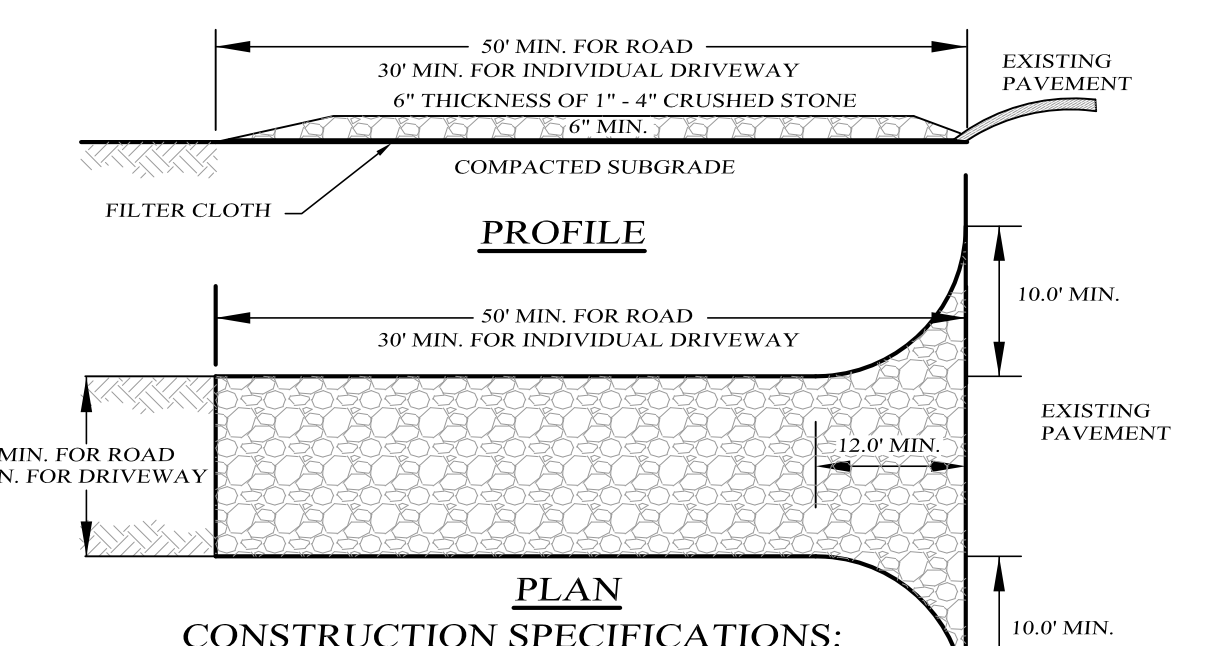 50' MIN. FOR ROAD
30' MIN. FOR INDIVIDUAL DRIVEWAY
6" THICKNESS OF 1" - 4" CRUSHED STONE
6" MIN.
EXISTING
PAVEMENT
COMPACTED SUBGRADE
FILTER CLOTH
PROFILE
10.0' MIN.
50' MIN. FOR ROAD
30' MIN. FOR INDIVIDUAL DRIVEWAY
EXISTING
PAVEMENT
12.0' MIN.
MIN. FOR ROAD
N. FOR DRIVEWAY
PLAN
10.0' MIN.
CONSTRUCTION SPECIFICATIONS: